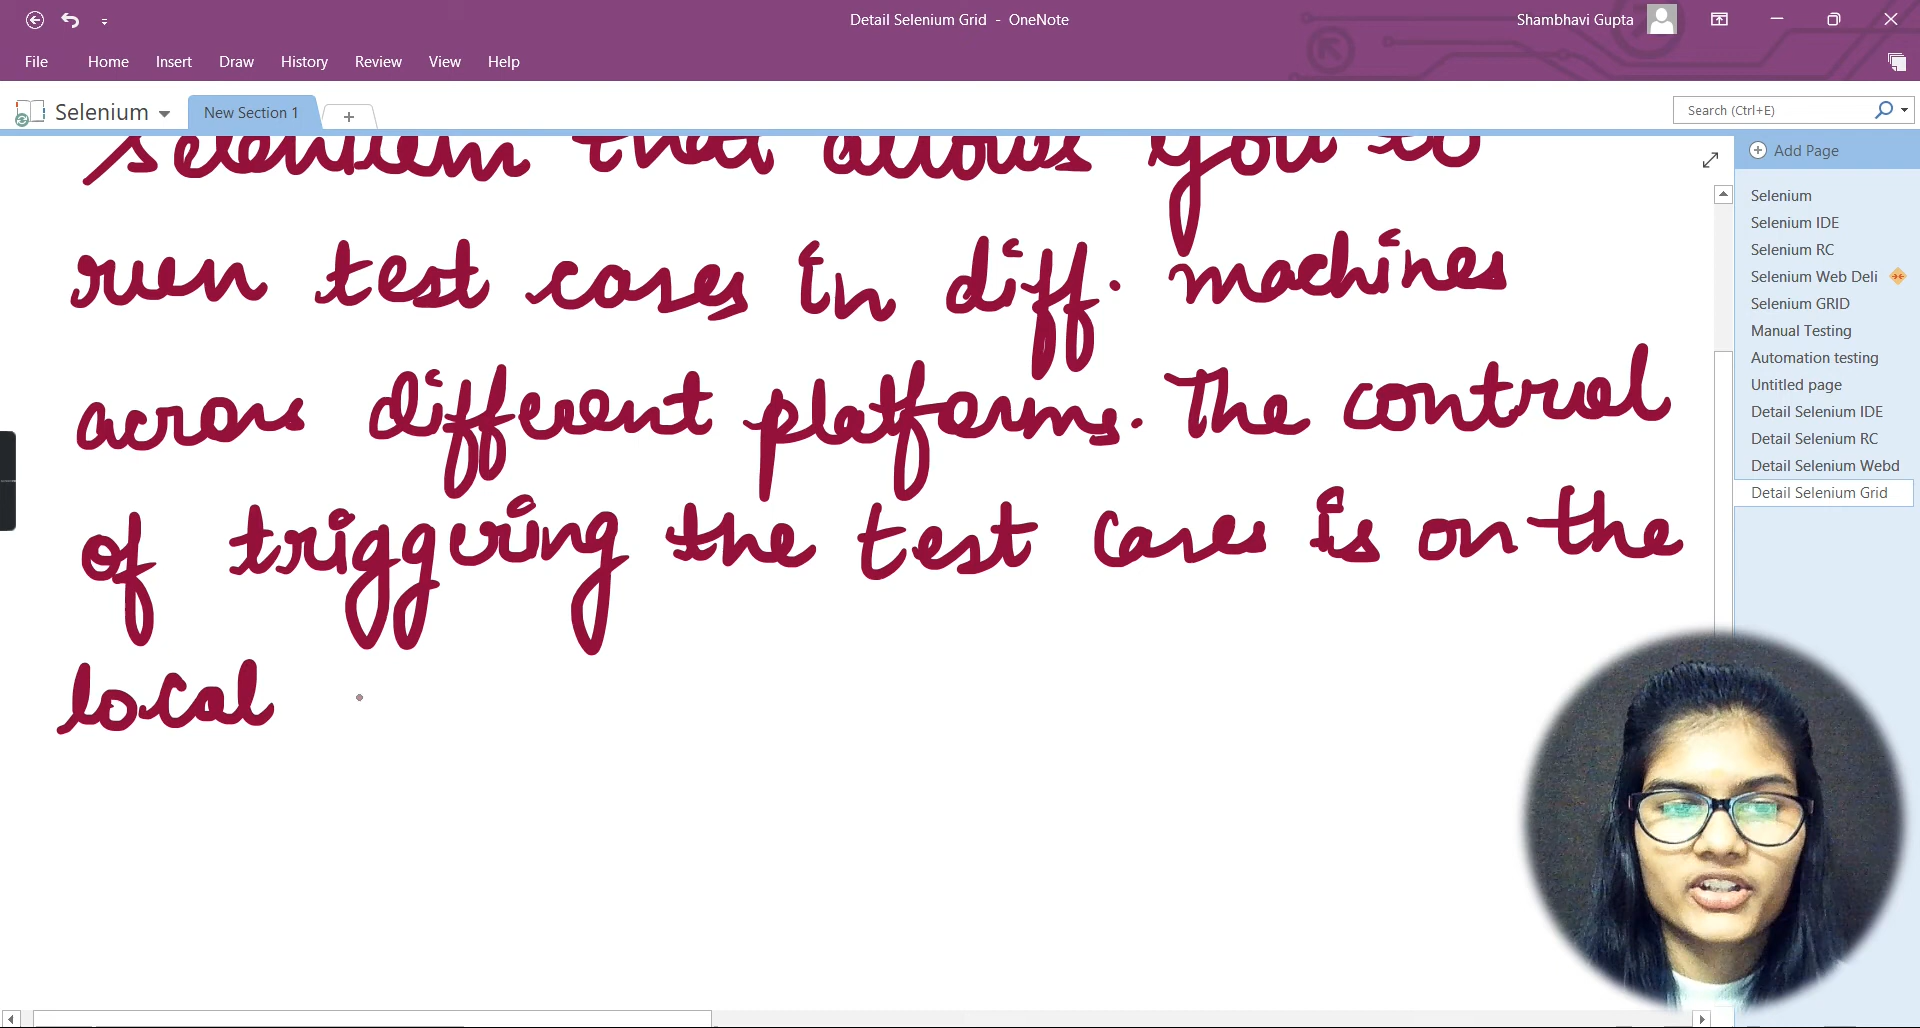 Detail Selenium Grid - OneNote
Shambhavi Gupta
File Home Insert Draw History Review View Help
Selenium
New Section 1
+
Search (Ctrl+E)
Add Page
Selenium
Selenium IDE
Selenium RC
Selenium Web Deli
Selenium GRID
Manual Testing
Automation testing
Untitled page
Detail Selenium IDE
Detail Selenium RC
Detail Selenium Webd
Detail Selenium Grid
selenium that allows you to
run test cases in diff. machines
across different platforms. The control
of triggering the test cases is on the
local